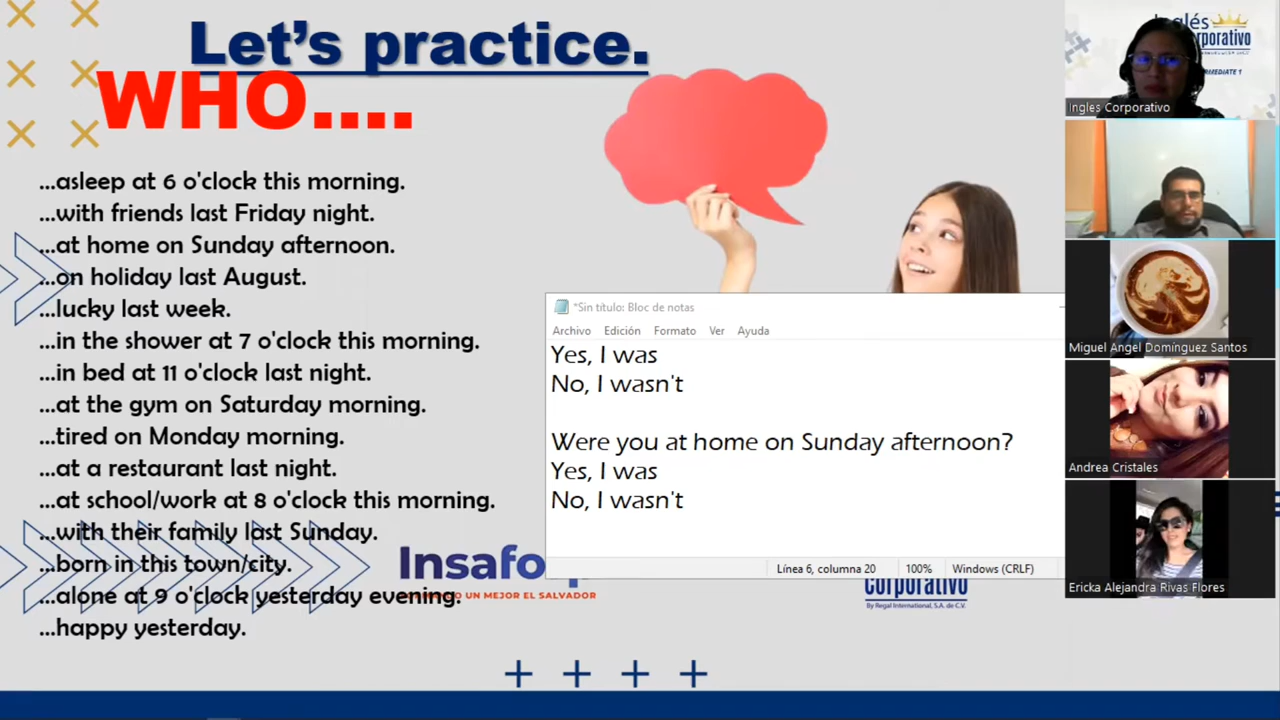 Let's practice.
WHO....
...asleep at 6 o'clock this morning.
...with friends last Friday night.
...at home on Sunday afternoon.
...on holiday last August.
...lucky last week.
...in the shower at 7 o'clock this morning.
...in bed at 11 o'clock last night.
...at the gym on Saturday morning.
...tired on Monday morning.
...at a restaurant last night.
...at school/work at 8 o'clock this morning.
...with their family last Sunday.
...born in this town/city.
...alone at 9 o'clock yesterday evening.
...happy yesterday.
*Sin título: Bloc de notas
Archivo Edición Formato Ver Ayuda
Yes, I was
No, I wasn't
Were you at home on Sunday afternoon?
Yes, I was
No, I wasn't
Línea 6, columna 20 100% Windows (CRLF)
Insafo
UN MEJOR EL SALVADOR
corporativo
By Regal International, S.A. de C.V.
Inglés
orporativo
RMEDIATE 1
Ingles Corporativo
Miguel Angel Domínguez Santos
Andrea Cristales
Ericka Alejandra Rivas Flores